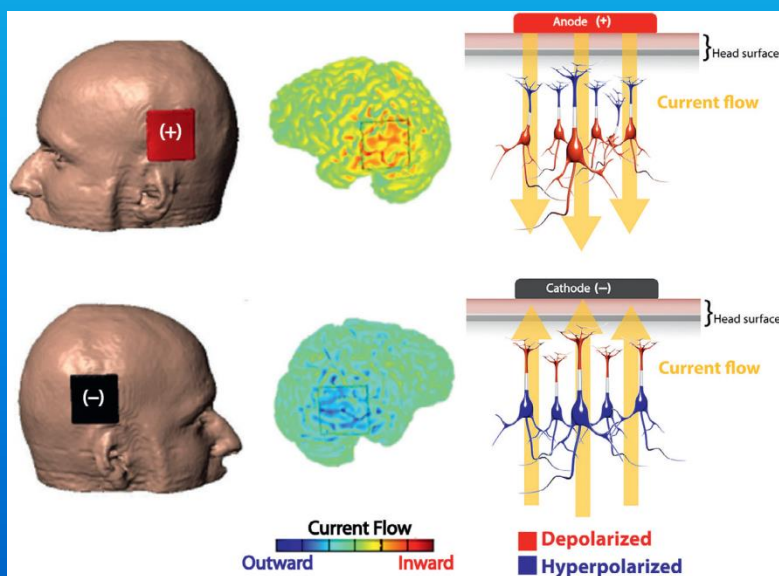 (+)
Anode (+)
Head surface
Current flow
(−)
Cathode (−)
Head surface
Current flow
Current Flow
Outward
Inward
Depolarized
Hyperpolarized